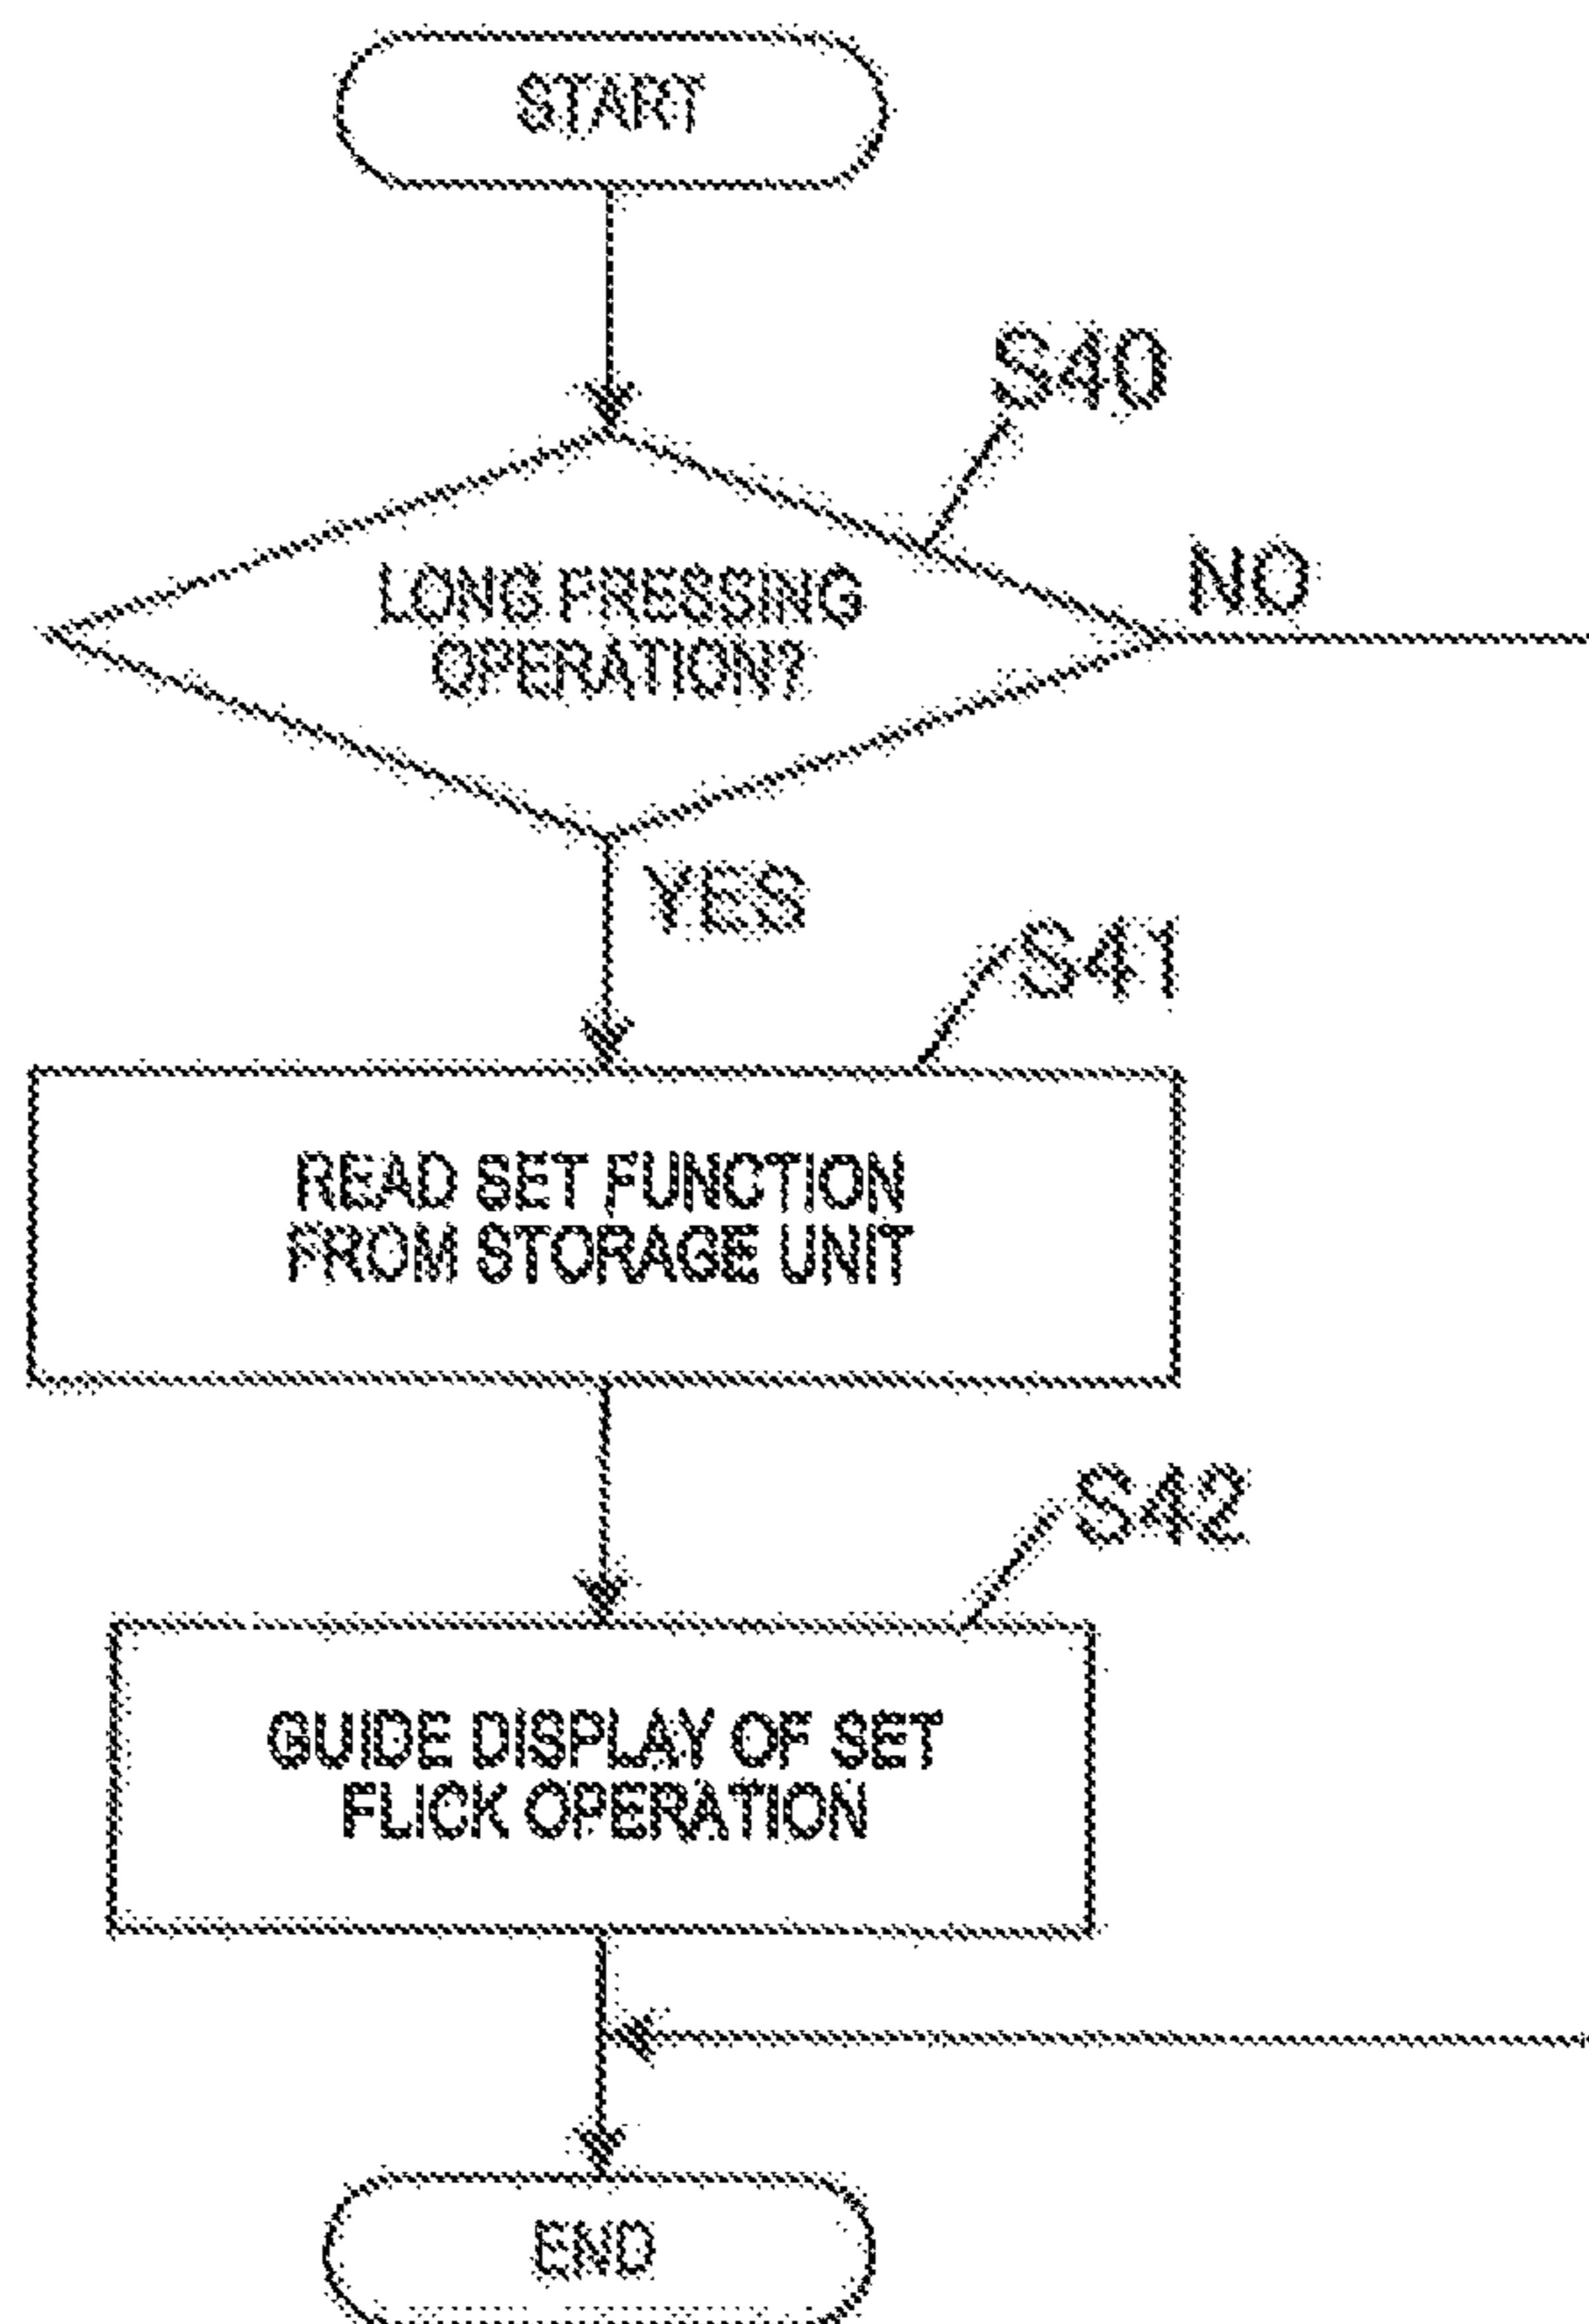 START
S40
LONG PRESSING
OPERATION?
NO
YES
S41
READ SET FUNCTION
FROM STORAGE UNIT
S42
GUIDE DISPLAY OF SET
FLICK OPERATION
END